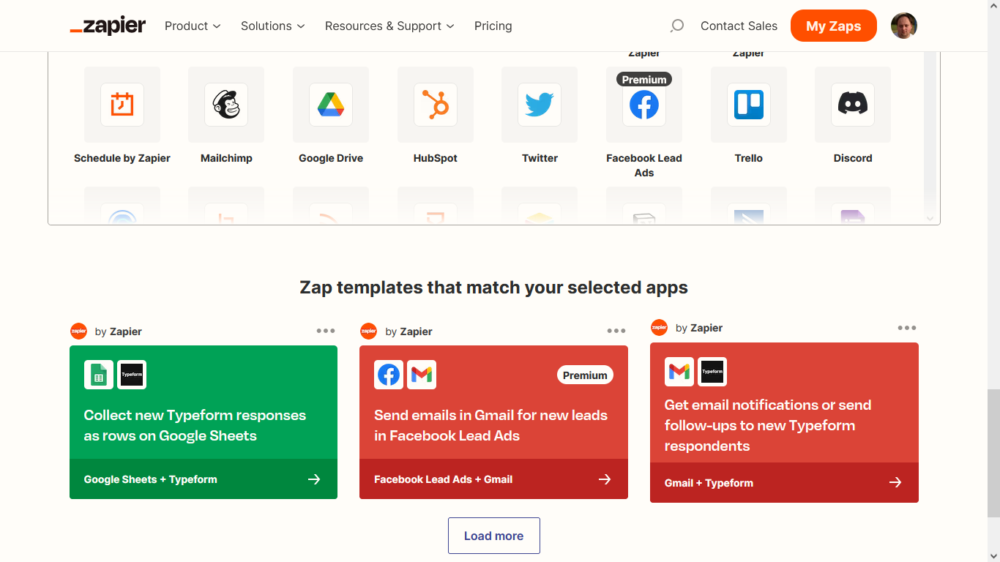 zapier
Product
Solutions
Resources & Support
Pricing
Contact Sales
My Zaps
Zapier
Zapier
Premium
Schedule by Zapier
Mailchimp
Google Drive
HubSpot
Twitter
Facebook Lead
Ads
Trello
Discord
Zap templates that match your selected apps
zapier
by Zapier
Typeform
Collect new Typeform responses
as rows on Google Sheets
Google Sheets + Typeform
zapier
by Zapier
Premium
Send emails in Gmail for new leads
in Facebook Lead Ads
Facebook Lead Ads + Gmail
zapier
by Zapier
Typeform
Get email notifications or send
follow-ups to new Typeform
respondents
Gmail + Typeform
Load more